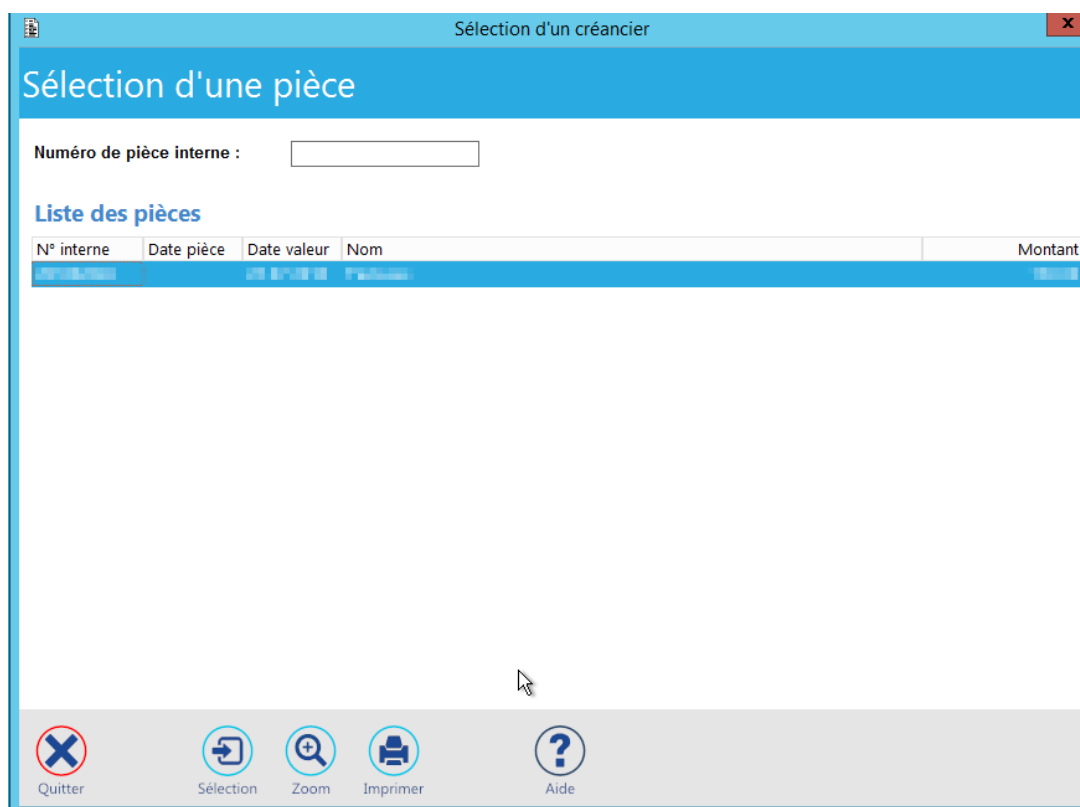 Sélection d'un créancier
x
Sélection d'une pièce
Numéro de pièce interne :
Liste des pièces
N° interne Date pièce Date valeur Nom Montant
Quitter Sélection Zoom Imprimer ? Aide